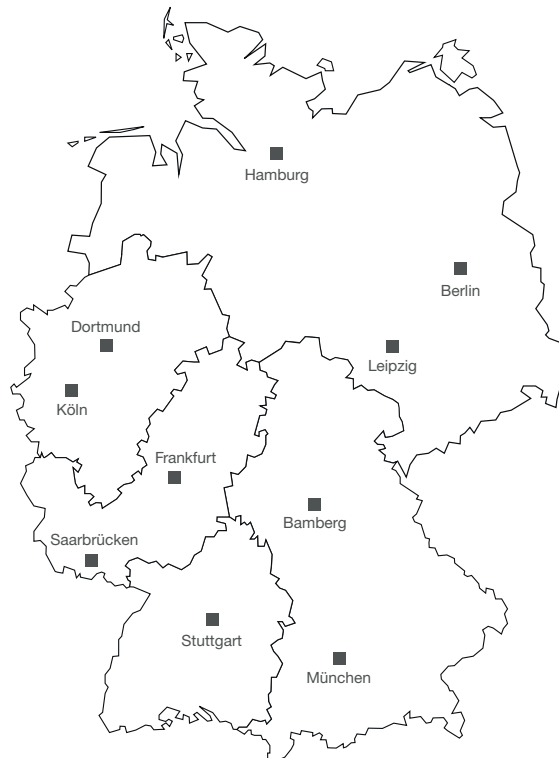 Hamburg
Berlin
Dortmund
Leipzig
Köln
Frankfurt
Bamberg
Saarbrücken
Stuttgart
München